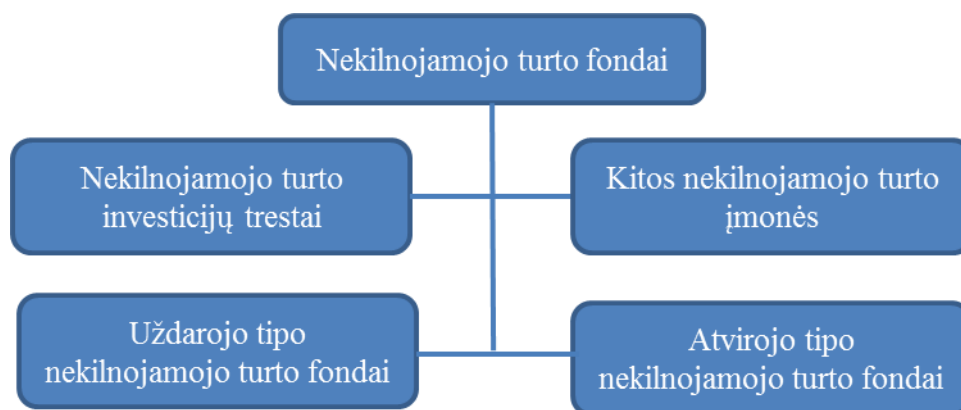 Nekilnojamojo turto fondai
Nekilnojamojo turto
investicijų trestai
Kitos nekilnojamojo turto
įmonės
Uždarojo tipo
nekilnojamojo turto fondai
Atvirojo tipo
nekilnojamojo turto fondai